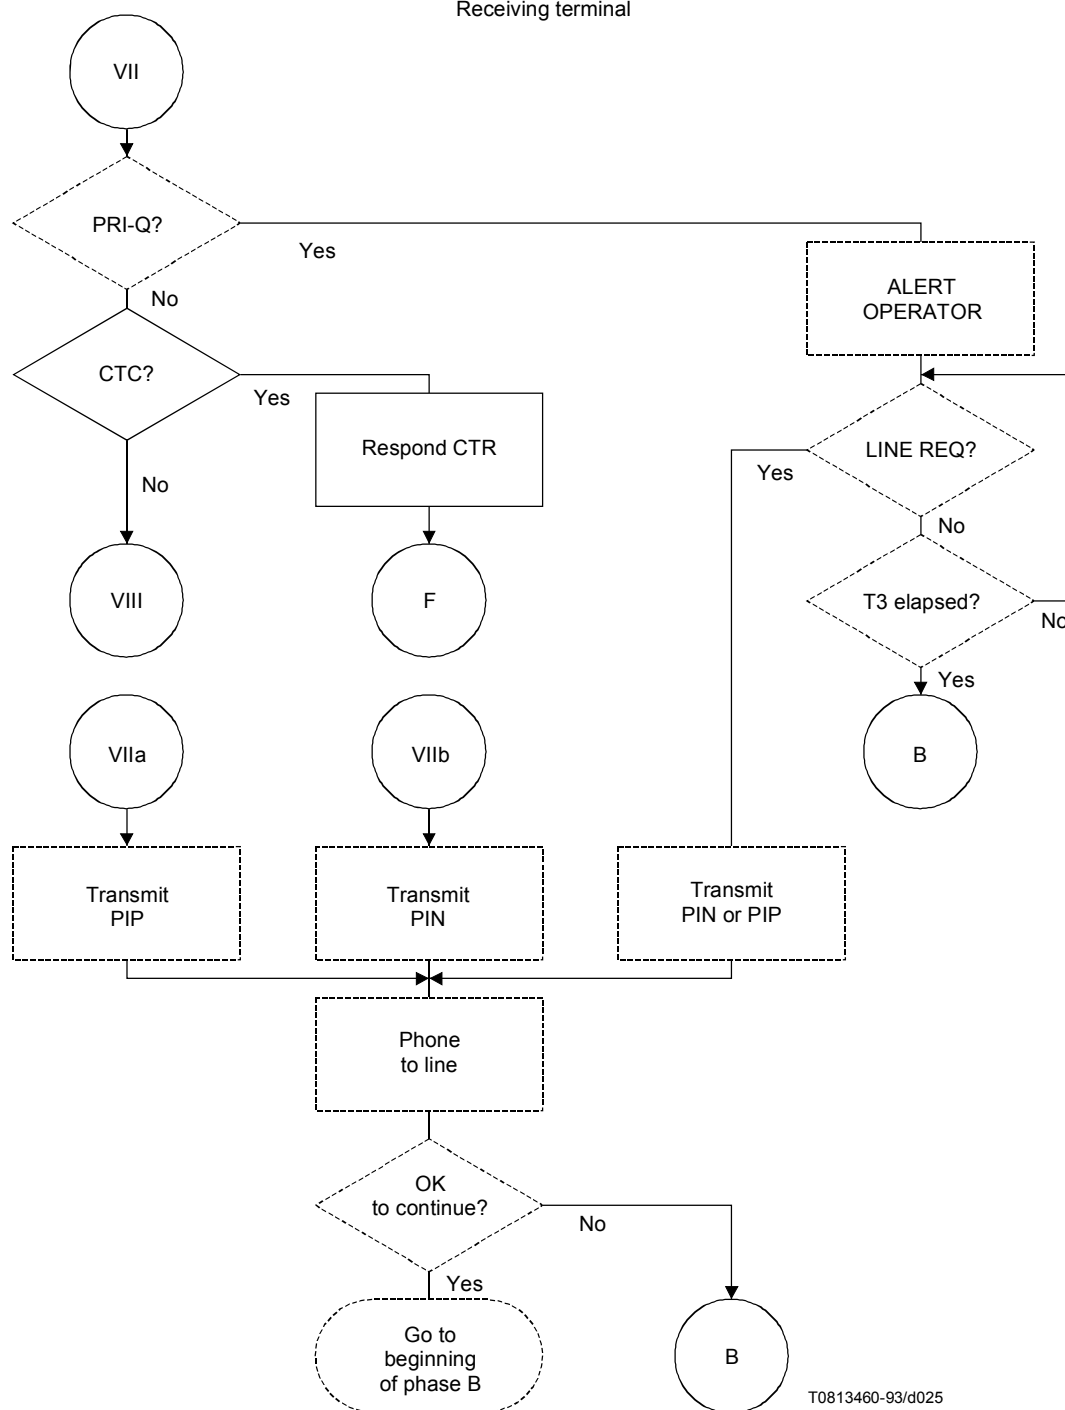 Receiving terminal
VII
PRI-Q?
Yes
No
ALERT
OPERATOR
CTC?
Yes
No
Respond CTR
LINE REQ?
Yes
No
VIII
F
T3 elapsed?
No
Yes
VIIa
VIIb
B
Transmit
PIP
Transmit
PIN
Transmit
PIN or PIP
Phone
to line
OK
to continue?
No
Yes
Go to
beginning
of phase B
B
T0813460-93/d025